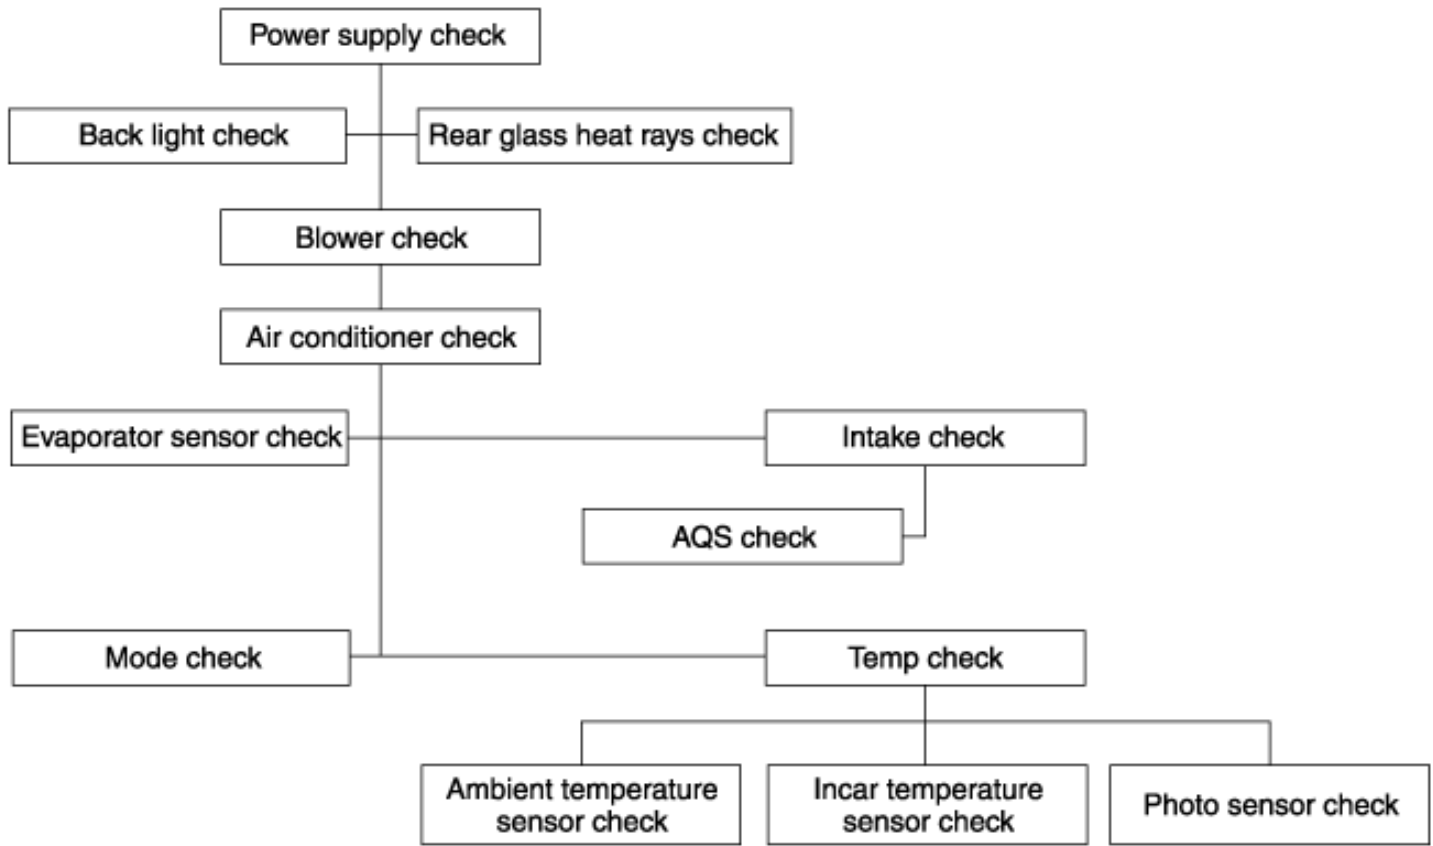 Power supply check
Back light check
Rear glass heat rays check
Blower check
Air conditioner check
Evaporator sensor check
Intake check
AQS check
Mode check
Temp check
Ambient temperature
sensor check
Incar temperature
sensor check
Photo sensor check